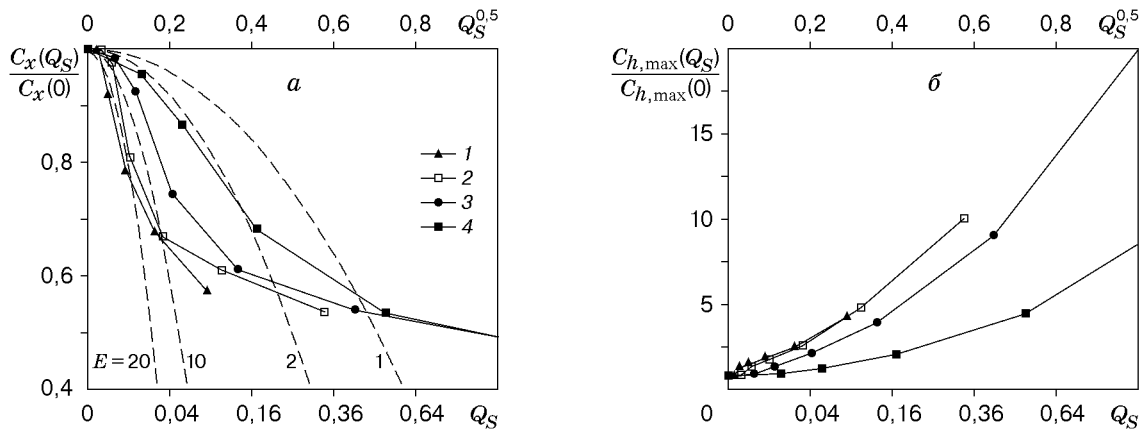 0 0,2 0,4 0,6 0,8 Q_S^{0,5}
C_x(Q_S)
C_x(0)
а
0,8
0,6
0,4
1
2
3
4
E = 20 10 2 1
0 0,04 0,16 0,36 0,64 Q_S
0 0,2 0,4 0,6 0,8 Q_S^{0,5}
C_{h,max}(Q_S)
C_{h,max}(0)
б
15
10
5
0 0,04 0,16 0,36 0,64 Q_S